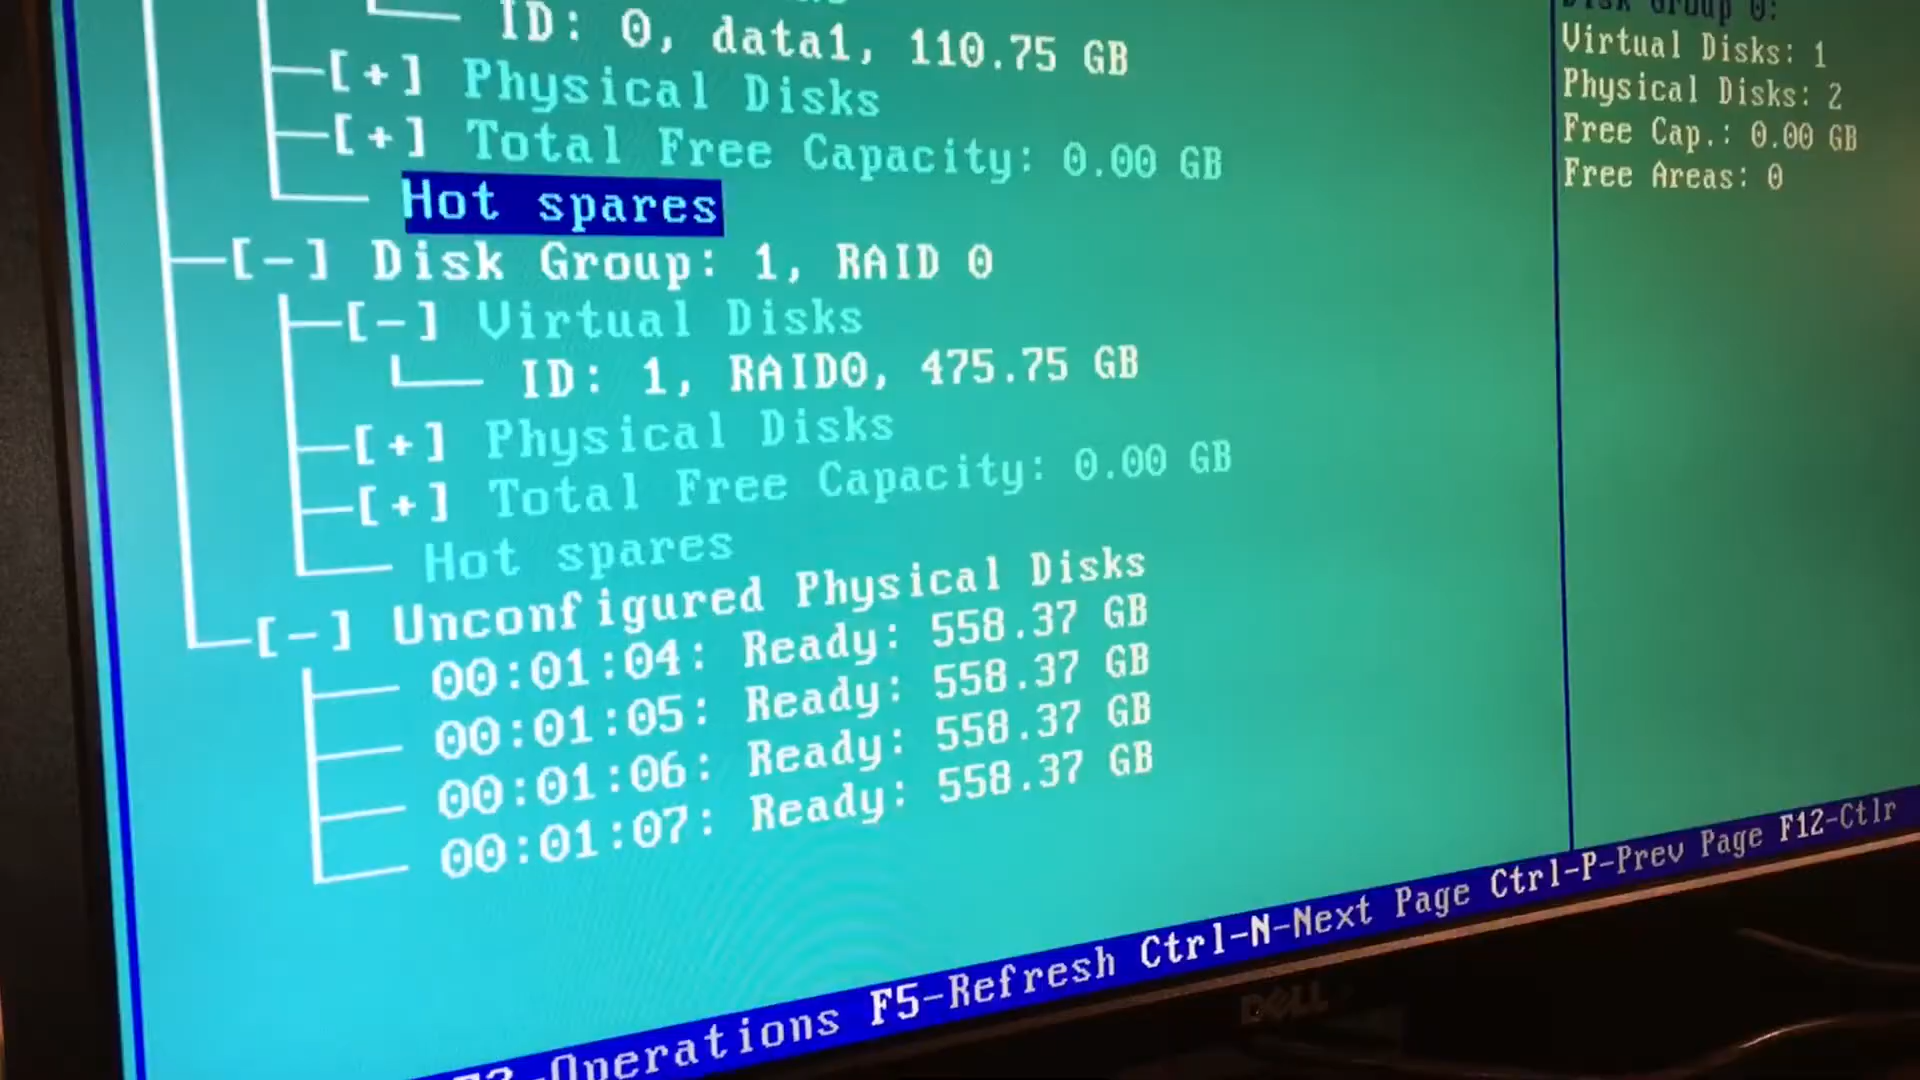 ID: 0, data1, 110.75 GB
[+] Physical Disks
[+] Total Free Capacity: 0.00 GB
Hot spares
[-] Disk Group: 1, RAID 0
[-] Virtual Disks
ID: 1, RAID0, 475.75 GB
[+] Physical Disks
[+] Total Free Capacity: 0.00 GB
Hot spares
[-] Unconfigured Physical Disks
00:01:04: Ready: 558.37 GB
00:01:05: Ready: 558.37 GB
00:01:06: Ready: 558.37 GB
00:01:07: Ready: 558.37 GB
Disk Group 0:
Virtual Disks: 1
Physical Disks: 2
Free Cap.: 0.00 GB
Free Areas: 0
-Operations F5-Refresh Ctrl-N-Next Page Ctrl-P-Prev Page F12-Ctlr
DELL